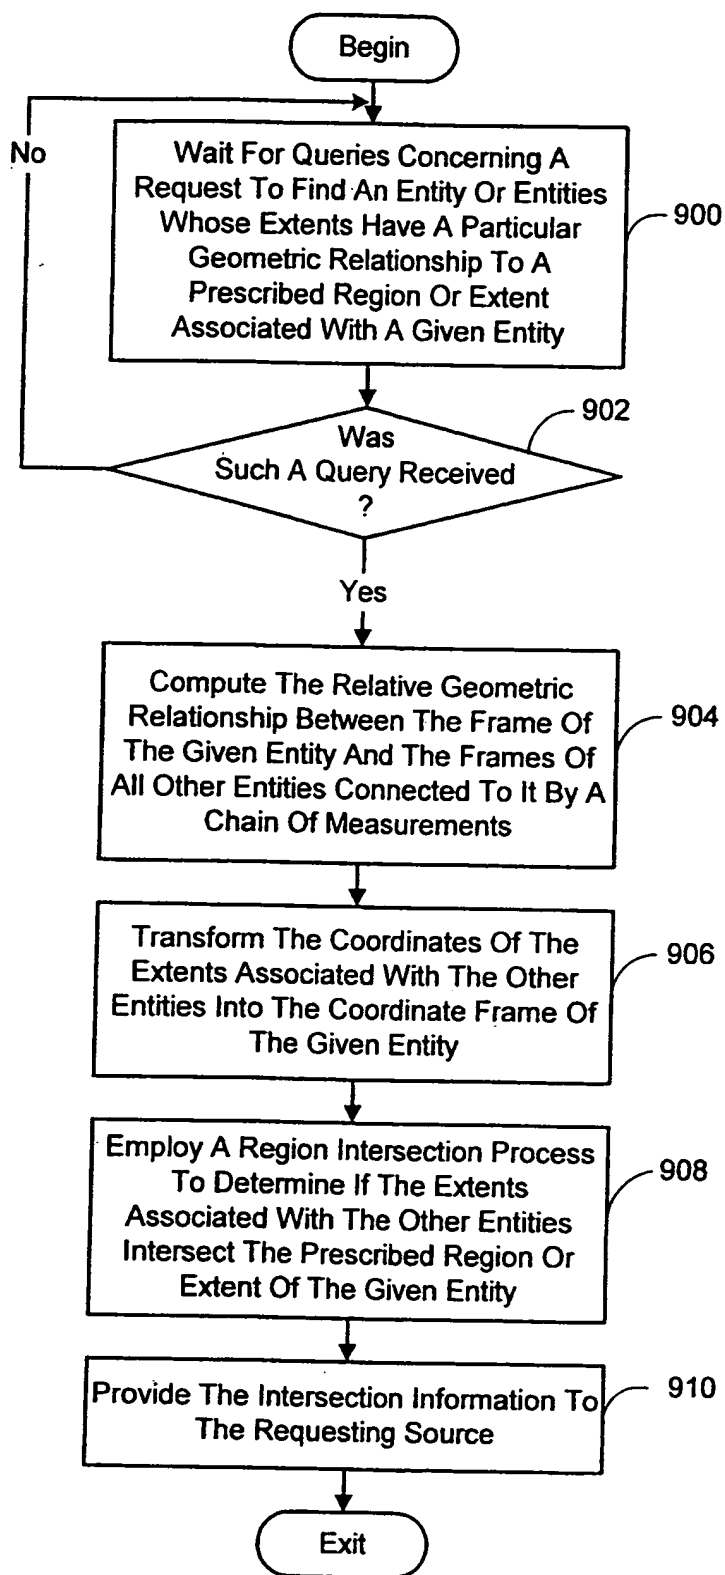 Begin
No
Wait For Queries Concerning A
Request To Find An Entity Or Entities
Whose Extents Have A Particular
Geometric Relationship To A
Prescribed Region Or Extent
Associated With A Given Entity
900
902
Was
Such A Query Received
?
Yes
Compute The Relative Geometric
Relationship Between The Frame Of
The Given Entity And The Frames Of
All Other Entities Connected To It By A
Chain Of Measurements
904
Transform The Coordinates Of The
Extents Associated With The Other
Entities Into The Coordinate Frame Of
The Given Entity
906
Employ A Region Intersection Process
To Determine If The Extents
Associated With The Other Entities
Intersect The Prescribed Region Or
Extent Of The Given Entity
908
Provide The Intersection Information To
The Requesting Source
910
Exit